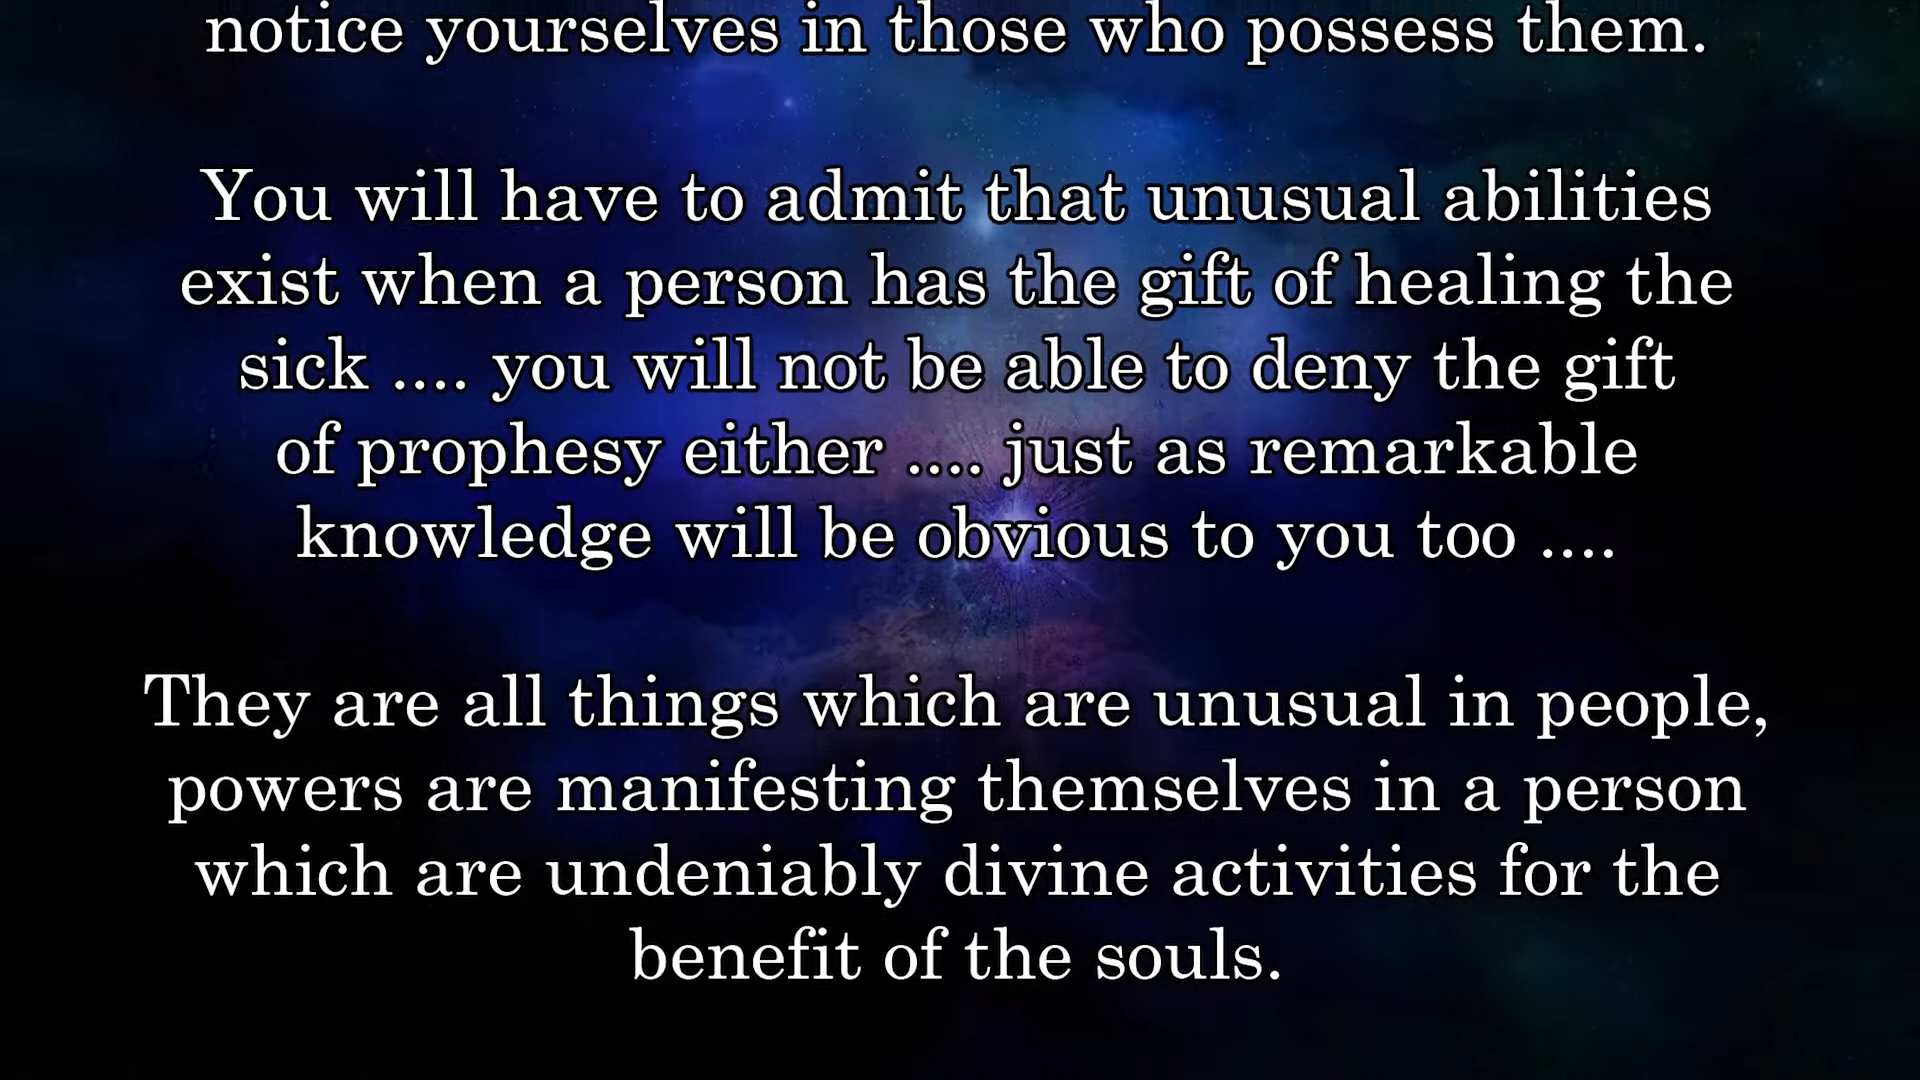 notice yourselves in those who possess them.
You will have to admit that unusual abilities
exist when a person has the gift of healing the
sick .... you will not be able to deny the gift
of prophesy either .... just as remarkable
knowledge will be obvious to you too ....
They are all things which are unusual in people,
powers are manifesting themselves in a person
which are undeniably divine activities for the
benefit of the souls.